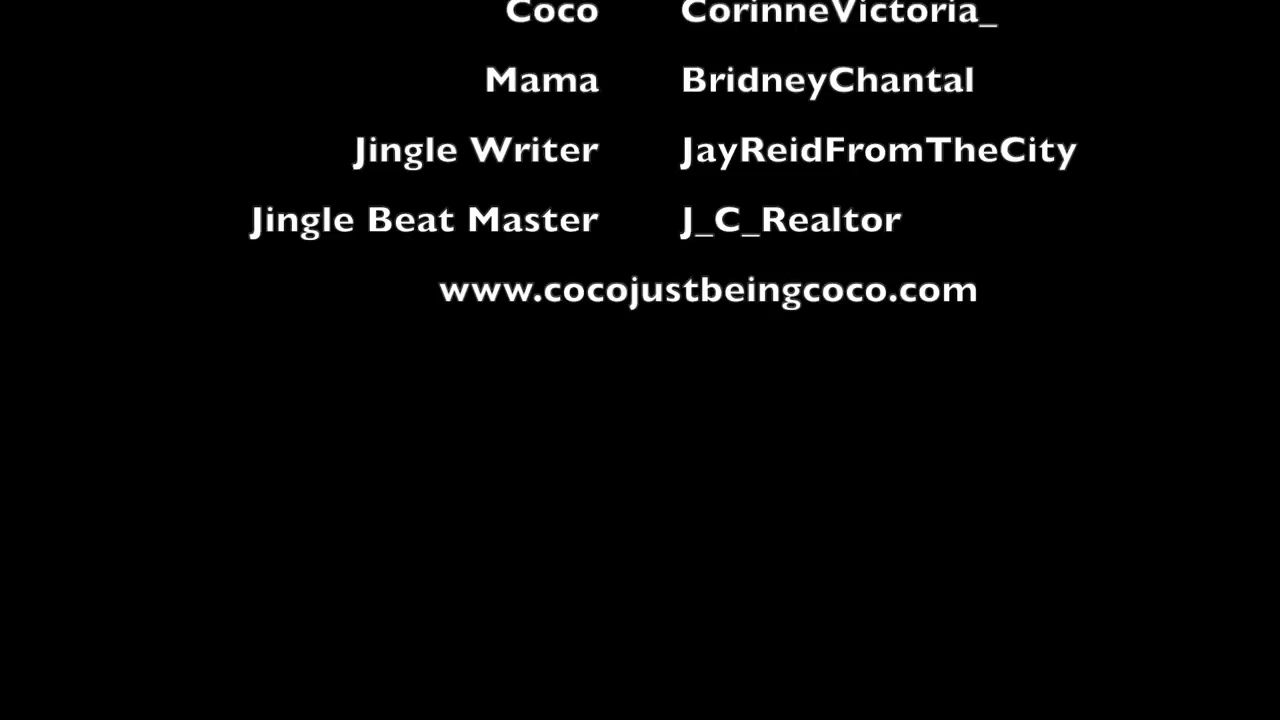 Coco CorinneVictoria_
Mama BridneyChantal
Jingle Writer JayReidFromTheCity
Jingle Beat Master J_C_Realtor
www.cocojustbeingcoco.com